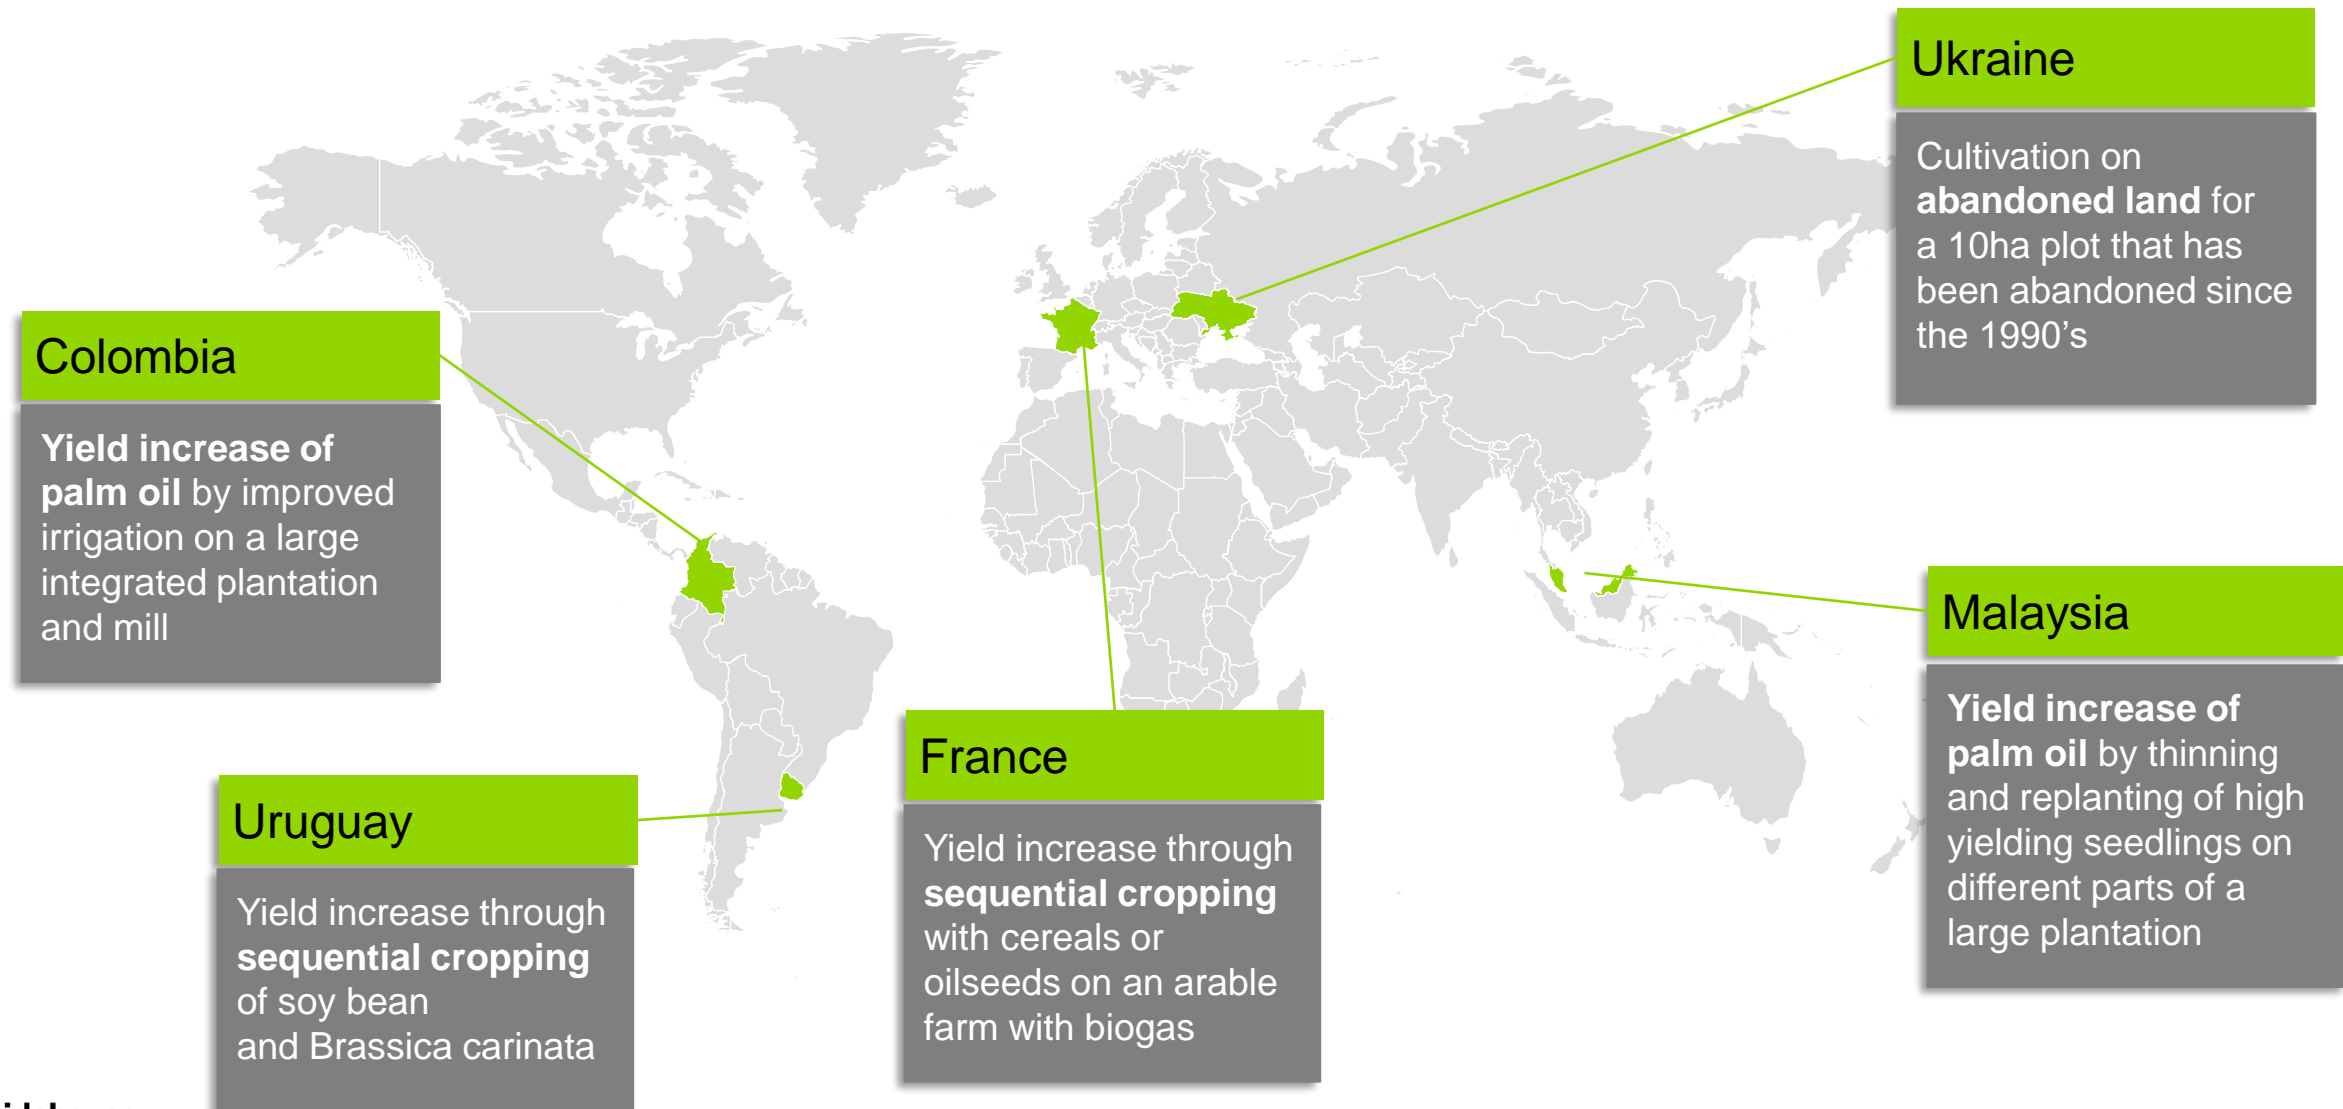 Ukraine
Cultivation on
abandoned land for
a 10ha plot that has
been abandoned since
the 1990's
Colombia
Yield increase of
palm oil by improved
irrigation on a large
integrated plantation
and mill
Malaysia
Yield increase of
palm oil by thinning
and replanting of high
yielding seedlings on
different parts of a
large plantation
France
Yield increase through
sequential cropping
with cereals or
oilseeds on an arable
farm with biogas
Uruguay
Yield increase through
sequential cropping
of soy bean
and Brassica carinata